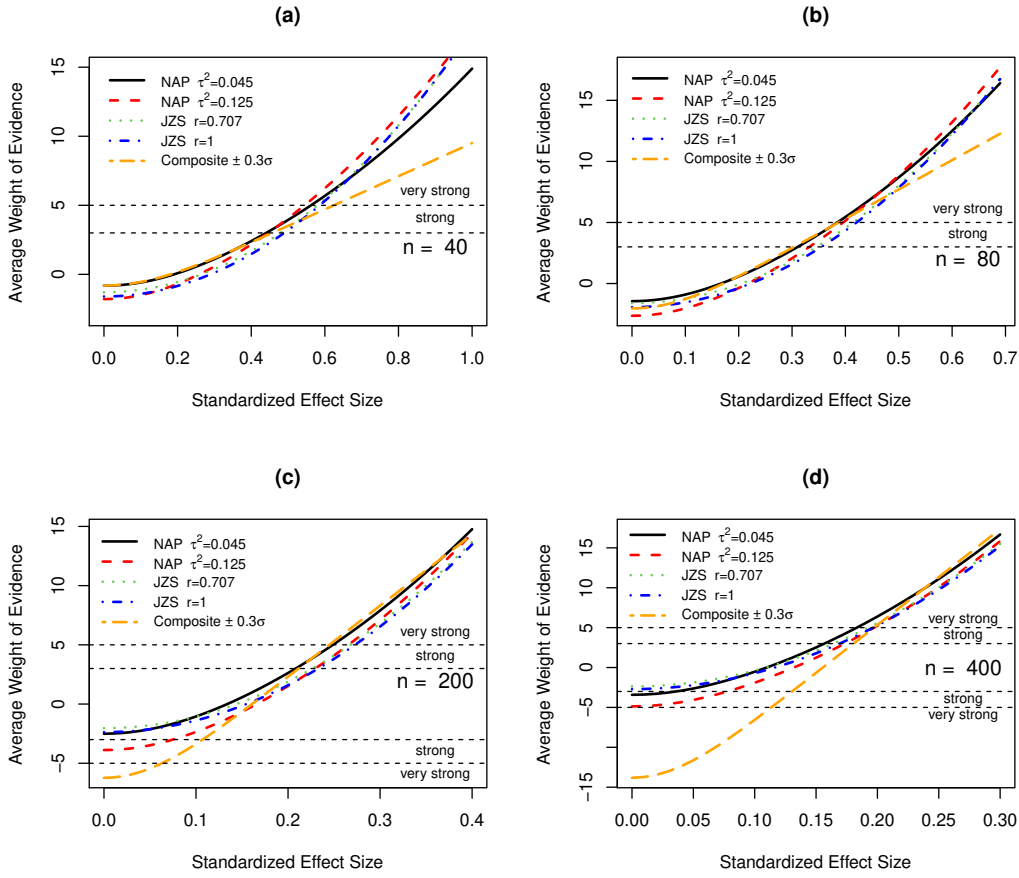 (a)
Average Weight of Evidence
15
10
5
0
NAP τ²=0.045
NAP τ²=0.125
JZS r=0.707
JZS r=1
Composite ± 0.3σ
very strong
strong
n = 40
0.0 0.2 0.4 0.6 0.8 1.0
Standardized Effect Size
(b)
Average Weight of Evidence
15
10
5
0
NAP τ²=0.045
NAP τ²=0.125
JZS r=0.707
JZS r=1
Composite ± 0.3σ
very strong
strong
n = 80
0.0 0.1 0.2 0.3 0.4 0.5 0.6 0.7
Standardized Effect Size
(c)
Average Weight of Evidence
15
10
5
0
−5
NAP τ²=0.045
NAP τ²=0.125
JZS r=0.707
JZS r=1
Composite ± 0.3σ
very strong
strong
n = 200
strong
very strong
0.0 0.1 0.2 0.3 0.4
Standardized Effect Size
(d)
Average Weight of Evidence
15
10
5
0
−5
−15
NAP τ²=0.045
NAP τ²=0.125
JZS r=0.707
JZS r=1
Composite ± 0.3σ
very strong
strong
n = 400
strong
very strong
0.00 0.05 0.10 0.15 0.20 0.25 0.30
Standardized Effect Size